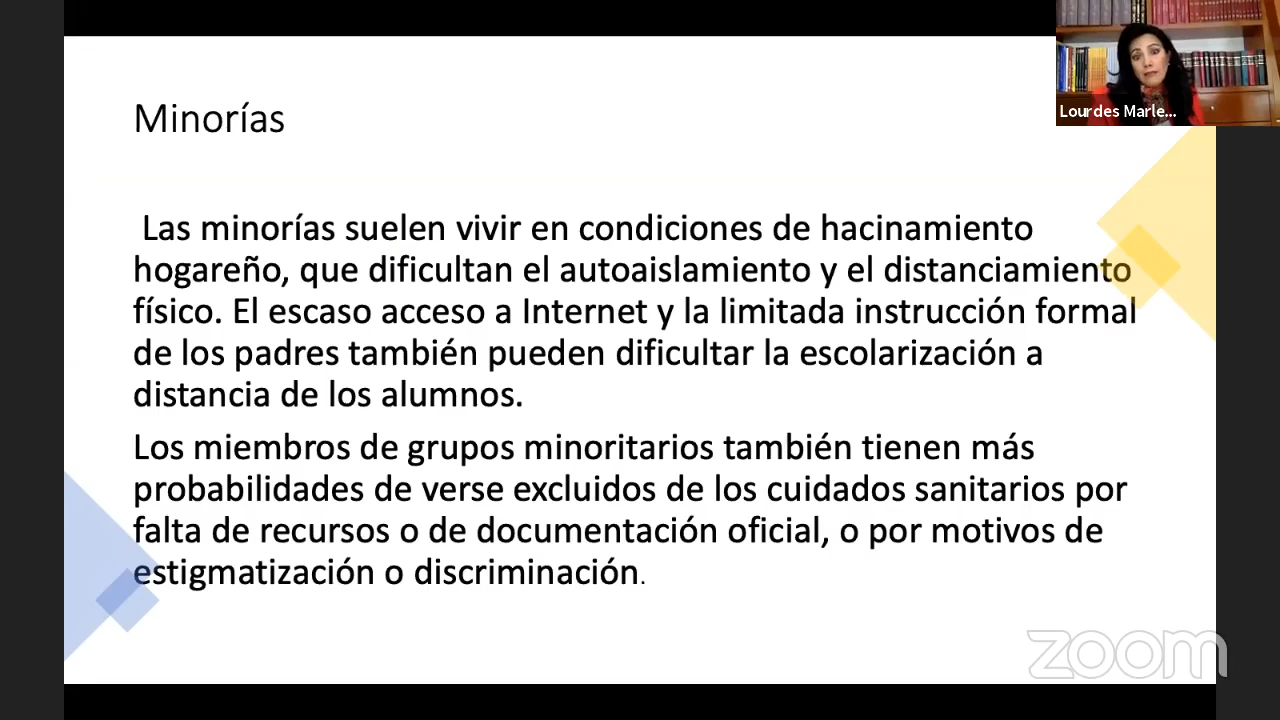 Lourdes Marle...
Minorías
Las minorías suelen vivir en condiciones de hacinamiento
hogareño, que dificultan el autoaislamiento y el distanciamiento
físico. El escaso acceso a Internet y la limitada instrucción formal
de los padres también pueden dificultar la escolarización a
distancia de los alumnos.
Los miembros de grupos minoritarios también tienen más
probabilidades de verse excluidos de los cuidados sanitarios por
falta de recursos o de documentación oficial, o por motivos de
estigmatización o discriminación.
zoom